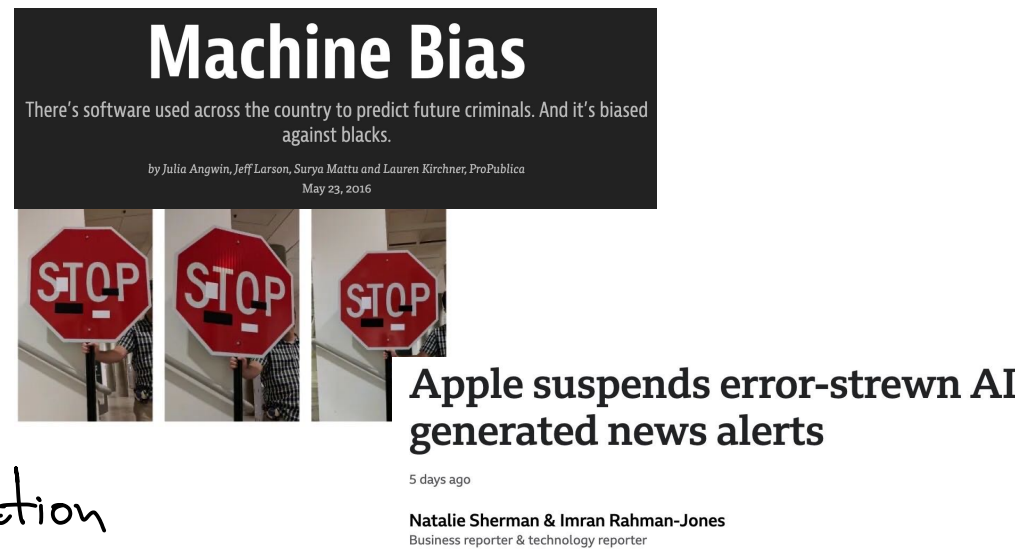 Machine Bias
There's software used across the country to predict future criminals. And it's biased
against blacks.
by Julia Angwin, Jeff Larson, Surya Mattu and Lauren Kirchner, ProPublica
May 23, 2016
STOP STOP STOP
Apple suspends error-strewn AI
generated news alerts
5 days ago
Natalie Sherman & Imran Rahman-Jones
Business reporter & technology reporter